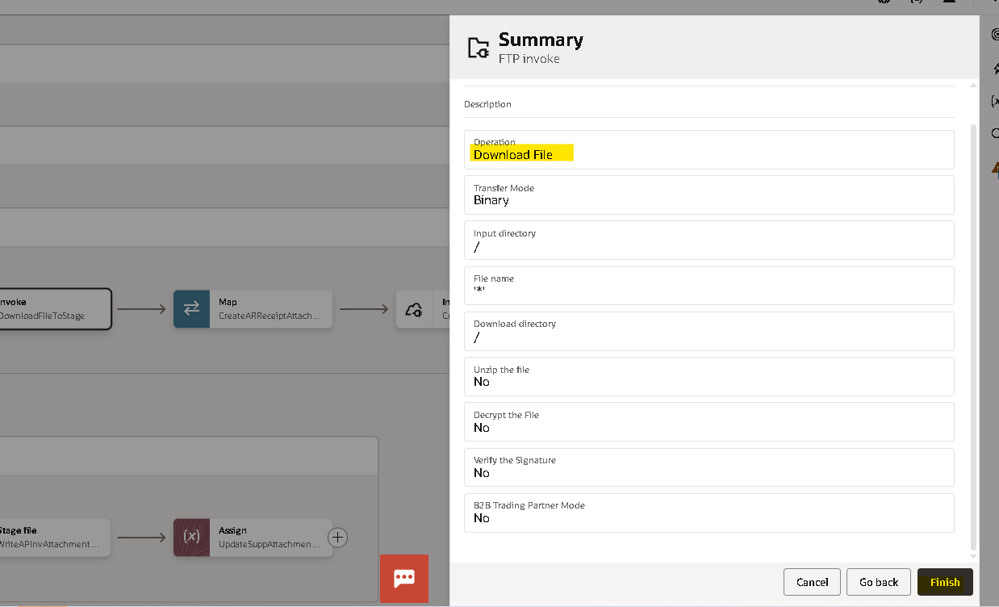 Summary
FTP invoke
Description
Operation
Download File
Transfer Mode
Binary
Input directory
/
File name
'*'
Download directory
/
Unzip the file
No
Decrypt the File
No
Verify the Signature
No
B2B Trading Partner Mode
No
Cancel
Go back
Finish
nvoke
DownloadFIleToStage
Map
CreateARReceiptAttach...
In
Stage file
WriteAPInvAttachment...
(x)
Assign
UpdateSuppAttachmen...